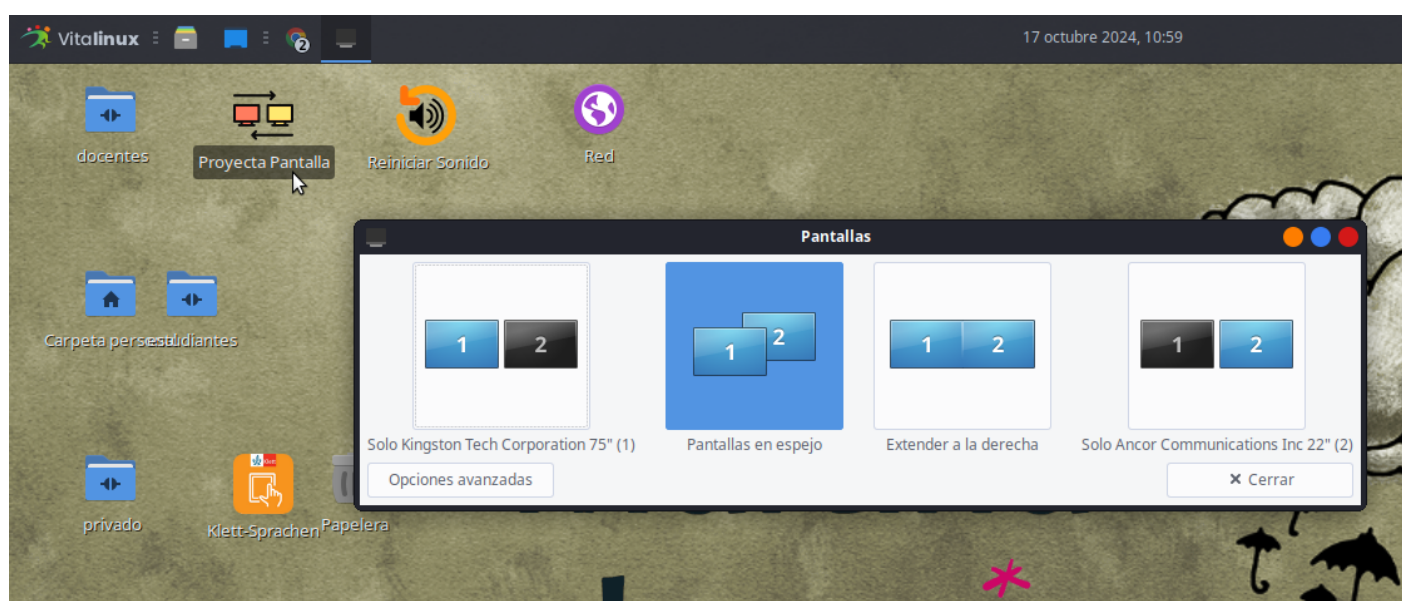 Vitalinux
2
17 octubre 2024, 10:59
docentes
Proyecta Pantalla
Reiniciar Sonido
Red
Pantallas
1 2
1 2
1 2
1 2
Carpeta personal
estudiantes
Solo Kingston Tech Corporation 75" (1)
Pantallas en espejo
Extender a la derecha
Solo Ancor Communications Inc 22" (2)
Opciones avanzadas
× Cerrar
privado
Klett
Klett-Sprachen
Papelera